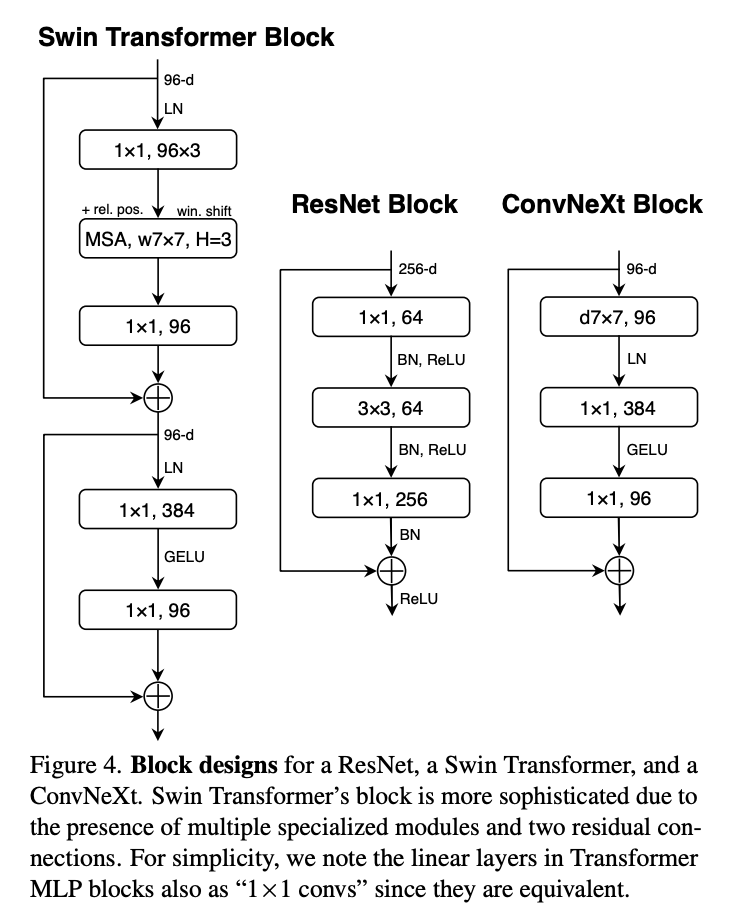 Swin Transformer Block
96-d
LN
1×1, 96×3
+ rel. pos. win. shift
MSA, w7×7, H=3
1×1, 96
96-d
LN
1×1, 384
GELU
1×1, 96
ResNet Block
256-d
1×1, 64
BN, ReLU
3×3, 64
BN, ReLU
1×1, 256
BN
ReLU
ConvNeXt Block
96-d
d7×7, 96
LN
1×1, 384
GELU
1×1, 96
Figure 4. Block designs for a ResNet, a Swin Transformer, and a
ConvNeXt. Swin Transformer's block is more sophisticated due to
the presence of multiple specialized modules and two residual con-
nections. For simplicity, we note the linear layers in Transformer
MLP blocks also as “1×1 convs” since they are equivalent.